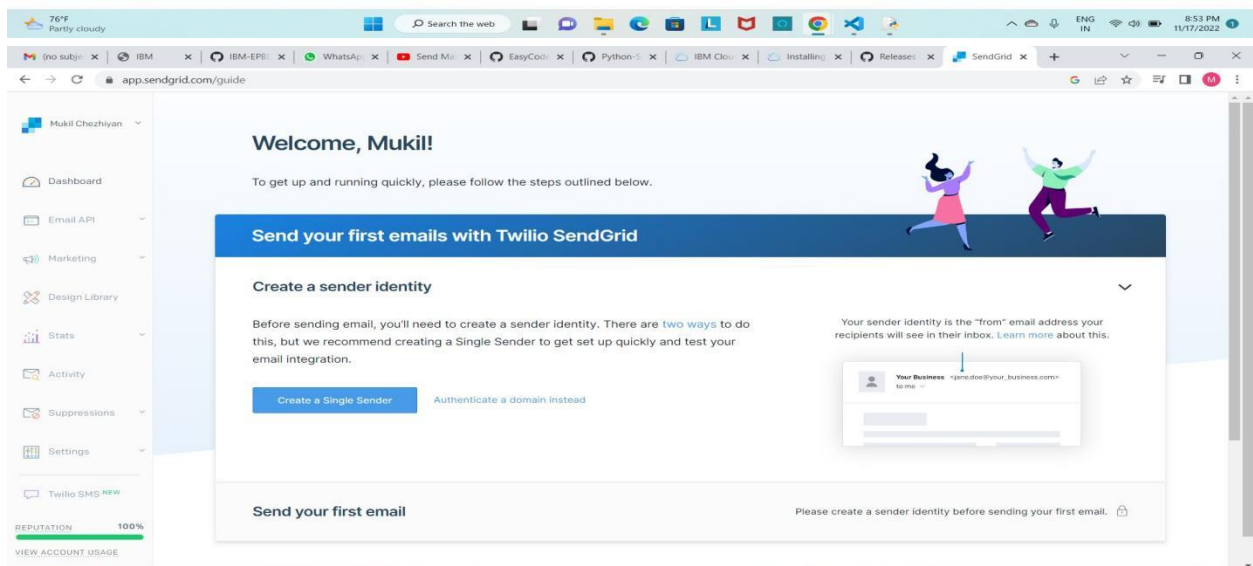 76°F
Partly cloudy
Search the web
L
ENG
IN
8:53 PM
11/17/2022
1
(no subje
IBM
IBM-EPBL
WhatsAp
Send Ma
EasyCode
Python-S
IBM Clou
Installing
Releases
SendGrid
app.sendgrid.com/guide
G
M
Mukil Chozhiyan
Dashboard
Email API
Marketing
Design Library
Stats
Activity
Suppressions
Settings
Twilio SMS NEW
REPUTATION 100%
VIEW ACCOUNT USAGE
Welcome, Mukil!
To get up and running quickly, please follow the steps outlined below.
Send your first emails with Twilio SendGrid
Create a sender identity
Before sending email, you'll need to create a sender identity. There are two ways to do
this, but we recommend creating a Single Sender to get set up quickly and test your
email integration.
Create a Single Sender
Authenticate a domain instead
Your sender identity is the "from" email address your
recipients will see in their inbox. Learn more about this.
Your Business <jane.doe@your_business.com>
to me
Send your first email
Please create a sender identity before sending your first email.